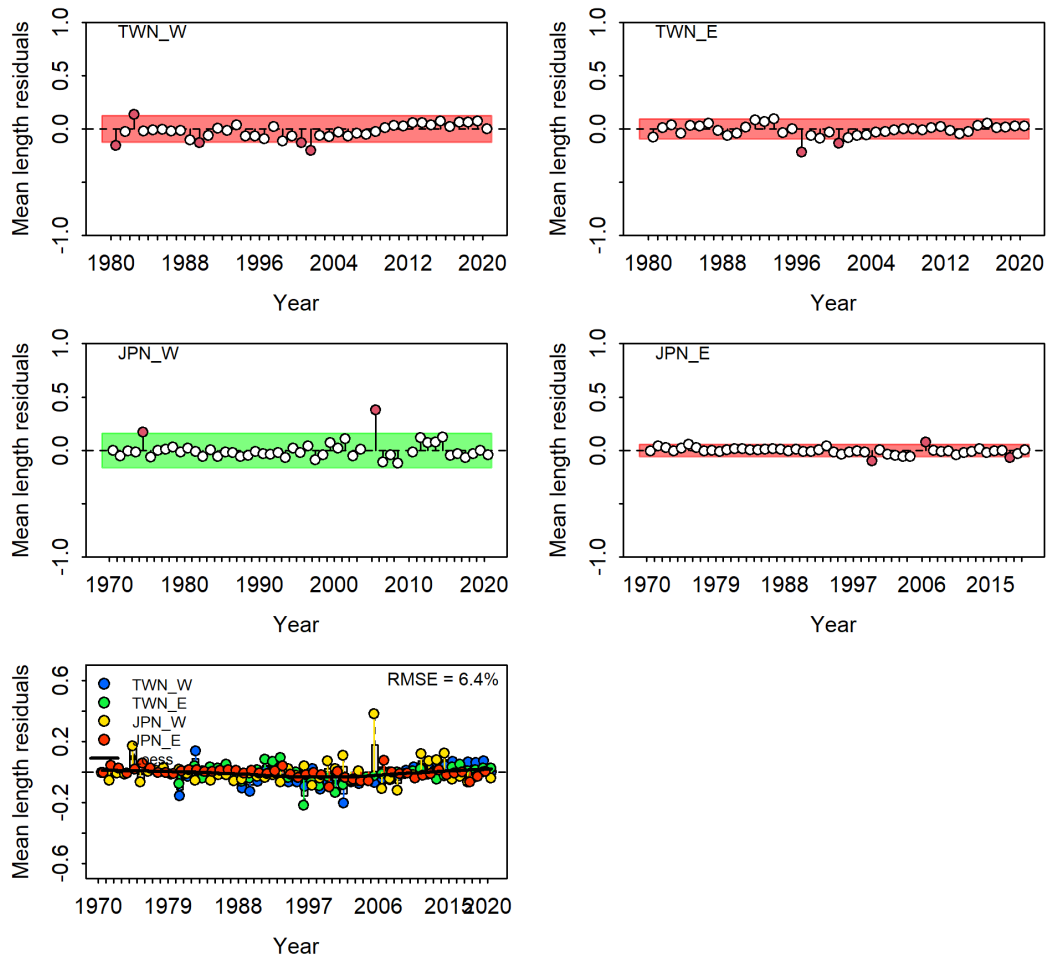 TWN_W
Mean length residuals
1.0
0.5
0.0
-1.0
1980 1988 1996 2004 2012 2020
Year
TWN_E
Mean length residuals
1.0
0.5
0.0
-1.0
1980 1988 1996 2004 2012 2020
Year
JPN_W
Mean length residuals
1.0
0.5
0.0
-1.0
1970 1980 1990 2000 2010 2020
Year
JPN_E
Mean length residuals
1.0
0.5
0.0
-1.0
1970 1979 1988 1997 2006 2015
Year
Mean length residuals
0.6
0.2
-0.2
-0.6
TWN_W
TWN_E
JPN_W
JPN_E
RMSE = 6.4%
1970 1979 1988 1997 2006 2015 2020
Year